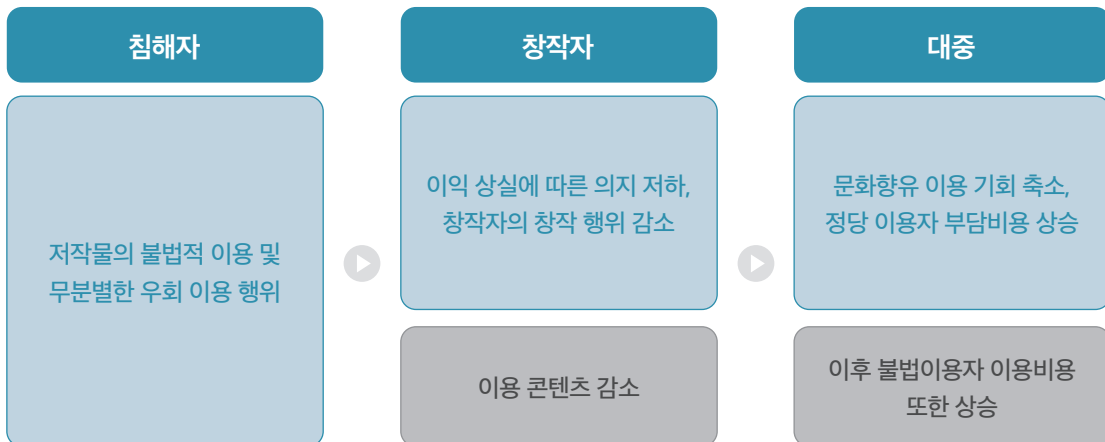 침해자
저작물의 불법적 이용 및
무분별한 우회 이용 행위
창작자
이익 상실에 따른 의지 저하,
창작자의 창작 행위 감소
이용 콘텐츠 감소
대중
문화향유 이용 기회 축소,
정당 이용자 부담비용 상승
이후 불법이용자 이용비용
또한 상승